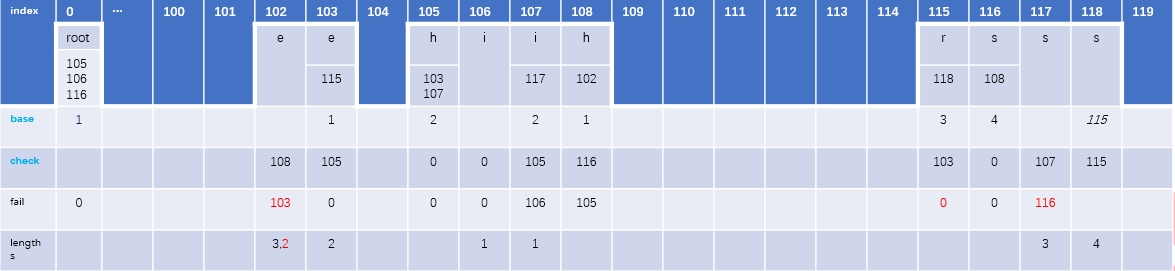 index 0 ... 100 101 102 103 104 105 106 107 108 109 110 111 112 113 114 115 116 117 118 119
root e e h i i h r s s s
105 115 103 117 102 118 108
106 107
116
base 1 1 2 2 1 3 4 115
check 108 105 0 0 105 116 103 0 107 115
fail 0 103 0 0 0 106 105 0 0 116
length 3,2 2 1 1 3 4
s